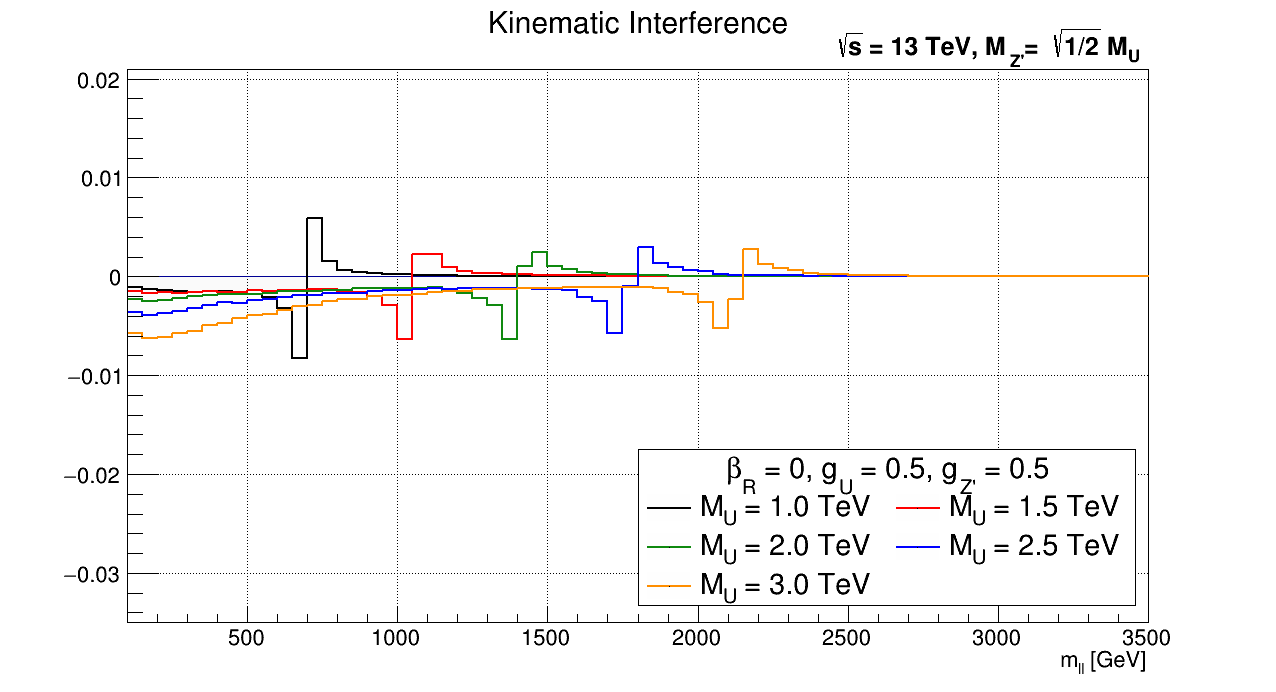 Kinematic Interference
√s = 13 TeV, M_Z'= √1/2 M_U
0.02
0.01
0
−0.01
−0.02
−0.03
β_R = 0, g_U = 0.5, g_Z' = 0.5
M_U = 1.0 TeV M_U = 1.5 TeV
M_U = 2.0 TeV M_U = 2.5 TeV
M_U = 3.0 TeV
500 1000 1500 2000 2500 3000 3500
m_ll [GeV]